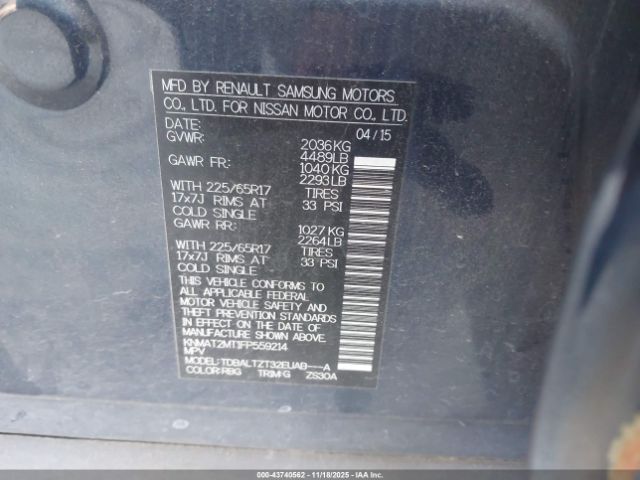 MFD BY RENAULT SAMSUNG MOTORS
CO., LTD. FOR NISSAN MOTOR CO., LTD.
DATE: 04/15
GVWR: 2036KG
4489LB
GAWR FR: 1040KG
2293LB
WITH 225/65R17 TIRES
17x7J RIMS AT 33 PSI
COLD SINGLE
GAWR RR: 1027 KG
2264LB
WITH 225/65R17 TIRES
17x7J RIMS AT 33 PSI
COLD SINGLE
THIS VEHICLE CONFORMS TO
ALL APPLICABLE FEDERAL
MOTOR VEHICLE SAFETY AND
THEFT PREVENTION STANDARDS
IN EFFECT ON THE DATE OF
MANUFACTURE SHOWN ABOVE.
KNMAT2MT1FP559214
MPV
MODEL: TDBALTZT32EUAB----A
COLOR: RBG TRIM: G ZS30A
000-43740562 - 11/18/2025 - IAAI.CA